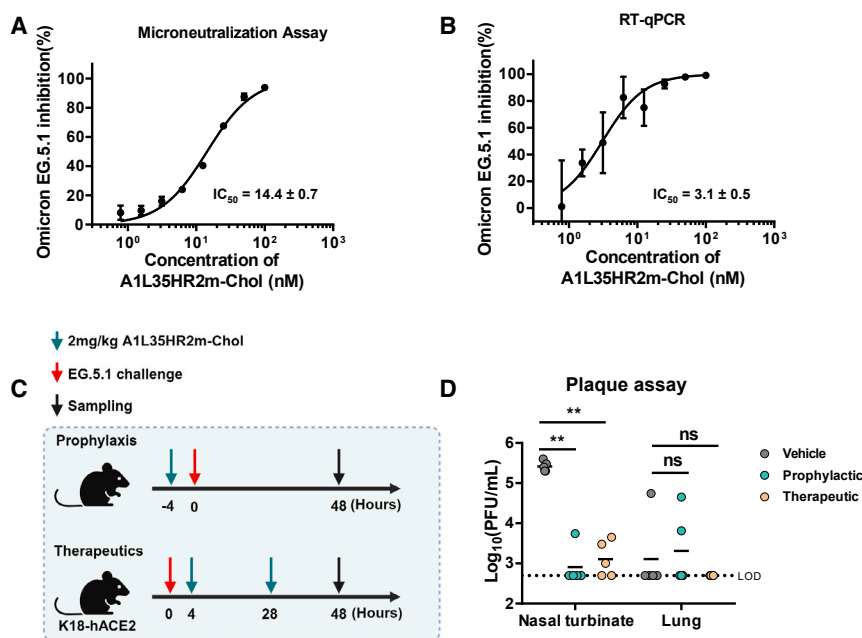 A
Microneutralization Assay
Omicron EG.5.1 inhibition(%)
100
80
60
40
20
0
IC50 = 14.4 ± 0.7
10⁰
10¹
10²
10³
Concentration of
A1L35HR2m-Chol (nM)
B
RT-qPCR
Omicron EG.5.1 inhibition(%)
100
80
60
40
20
0
IC50 = 3.1 ± 0.5
10⁰
10¹
10²
10³
Concentration of
A1L35HR2m-Chol (nM)
C
2mg/kg A1L35HR2m-Chol
EG.5.1 challenge
Sampling
Prophylaxis
-4
0
48 (Hours)
Therapeutics
K18-hACE2
0
4
28
48 (Hours)
D
Plaque assay
Log10(PFU/mL)
6
5
4
3
2
**
**
ns
ns
LOD
Nasal turbinate
Lung
Vehicle
Prophylactic
Therapeutic